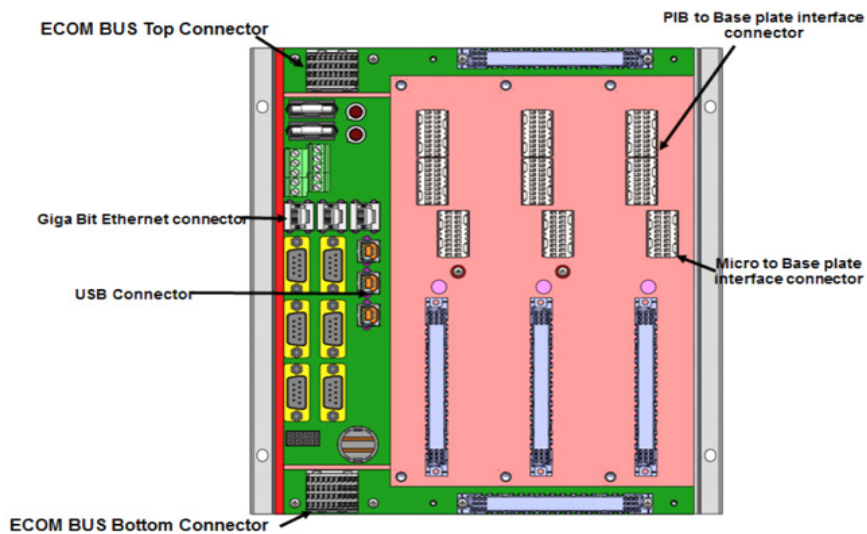 ECOM BUS Top Connector
PIB to Base plate interface
connector
Giga Bit Ethernet connector
USB Connector
Micro to Base plate
interface connector
ECOM BUS Bottom Connector